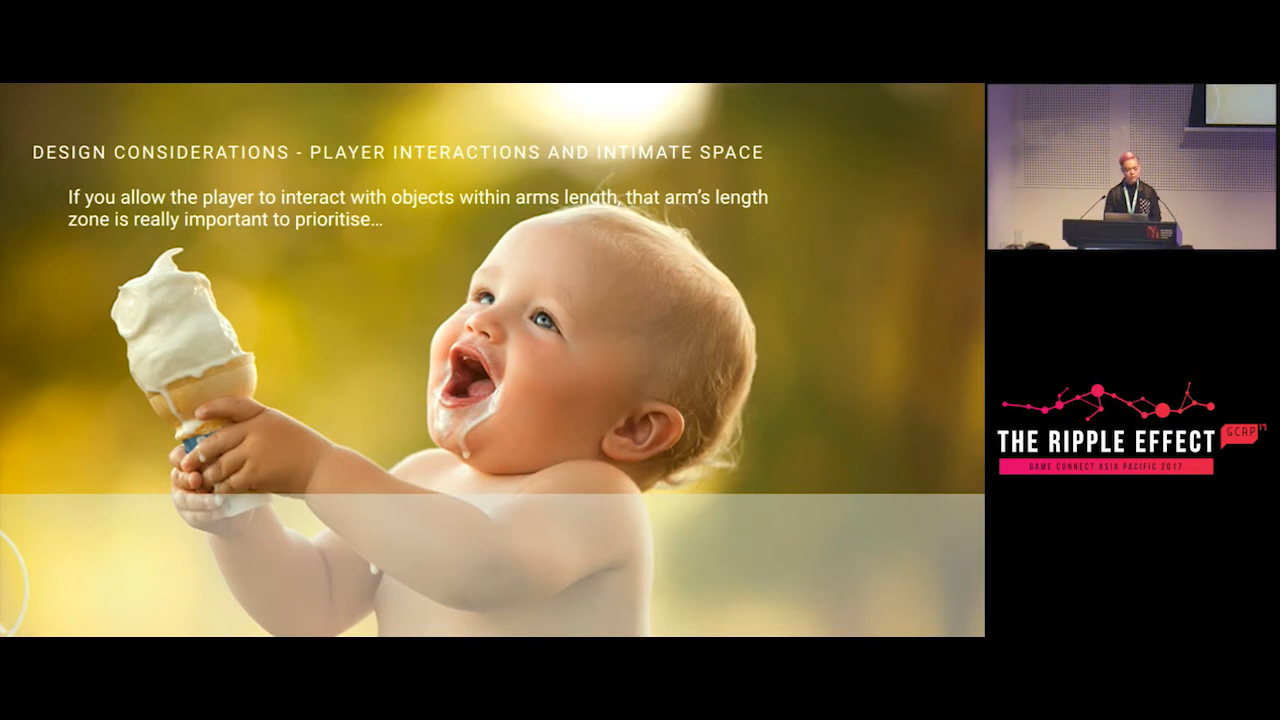 DESIGN CONSIDERATIONS - PLAYER INTERACTIONS AND INTIMATE SPACE
If you allow the player to interact with objects within arms length, that arm's length
zone is really important to prioritise...
THE RIPPLE EFFECT
GCAP'17
GAME CONNECT ASIA PACIFIC 2017